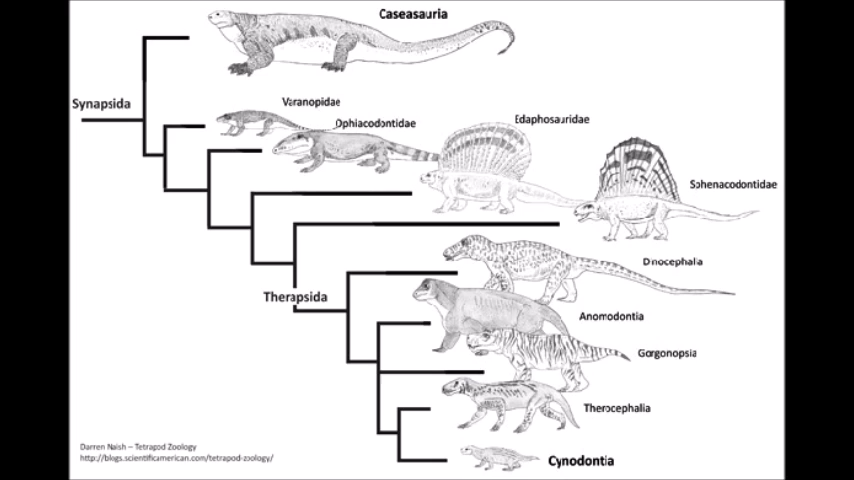 Caseasauria
Synapsida
Varanopidae
Ophiacodontidae
Edaphosauridae
Sphenacodontidae
Dinocephalia
Therapsida
Anomodontia
Gorgonopsia
Therocephalia
Darren Naish – Tetrapod Zoology
http://blogs.scientificamerican.com/tetrapod-zoology/
Cynodontia